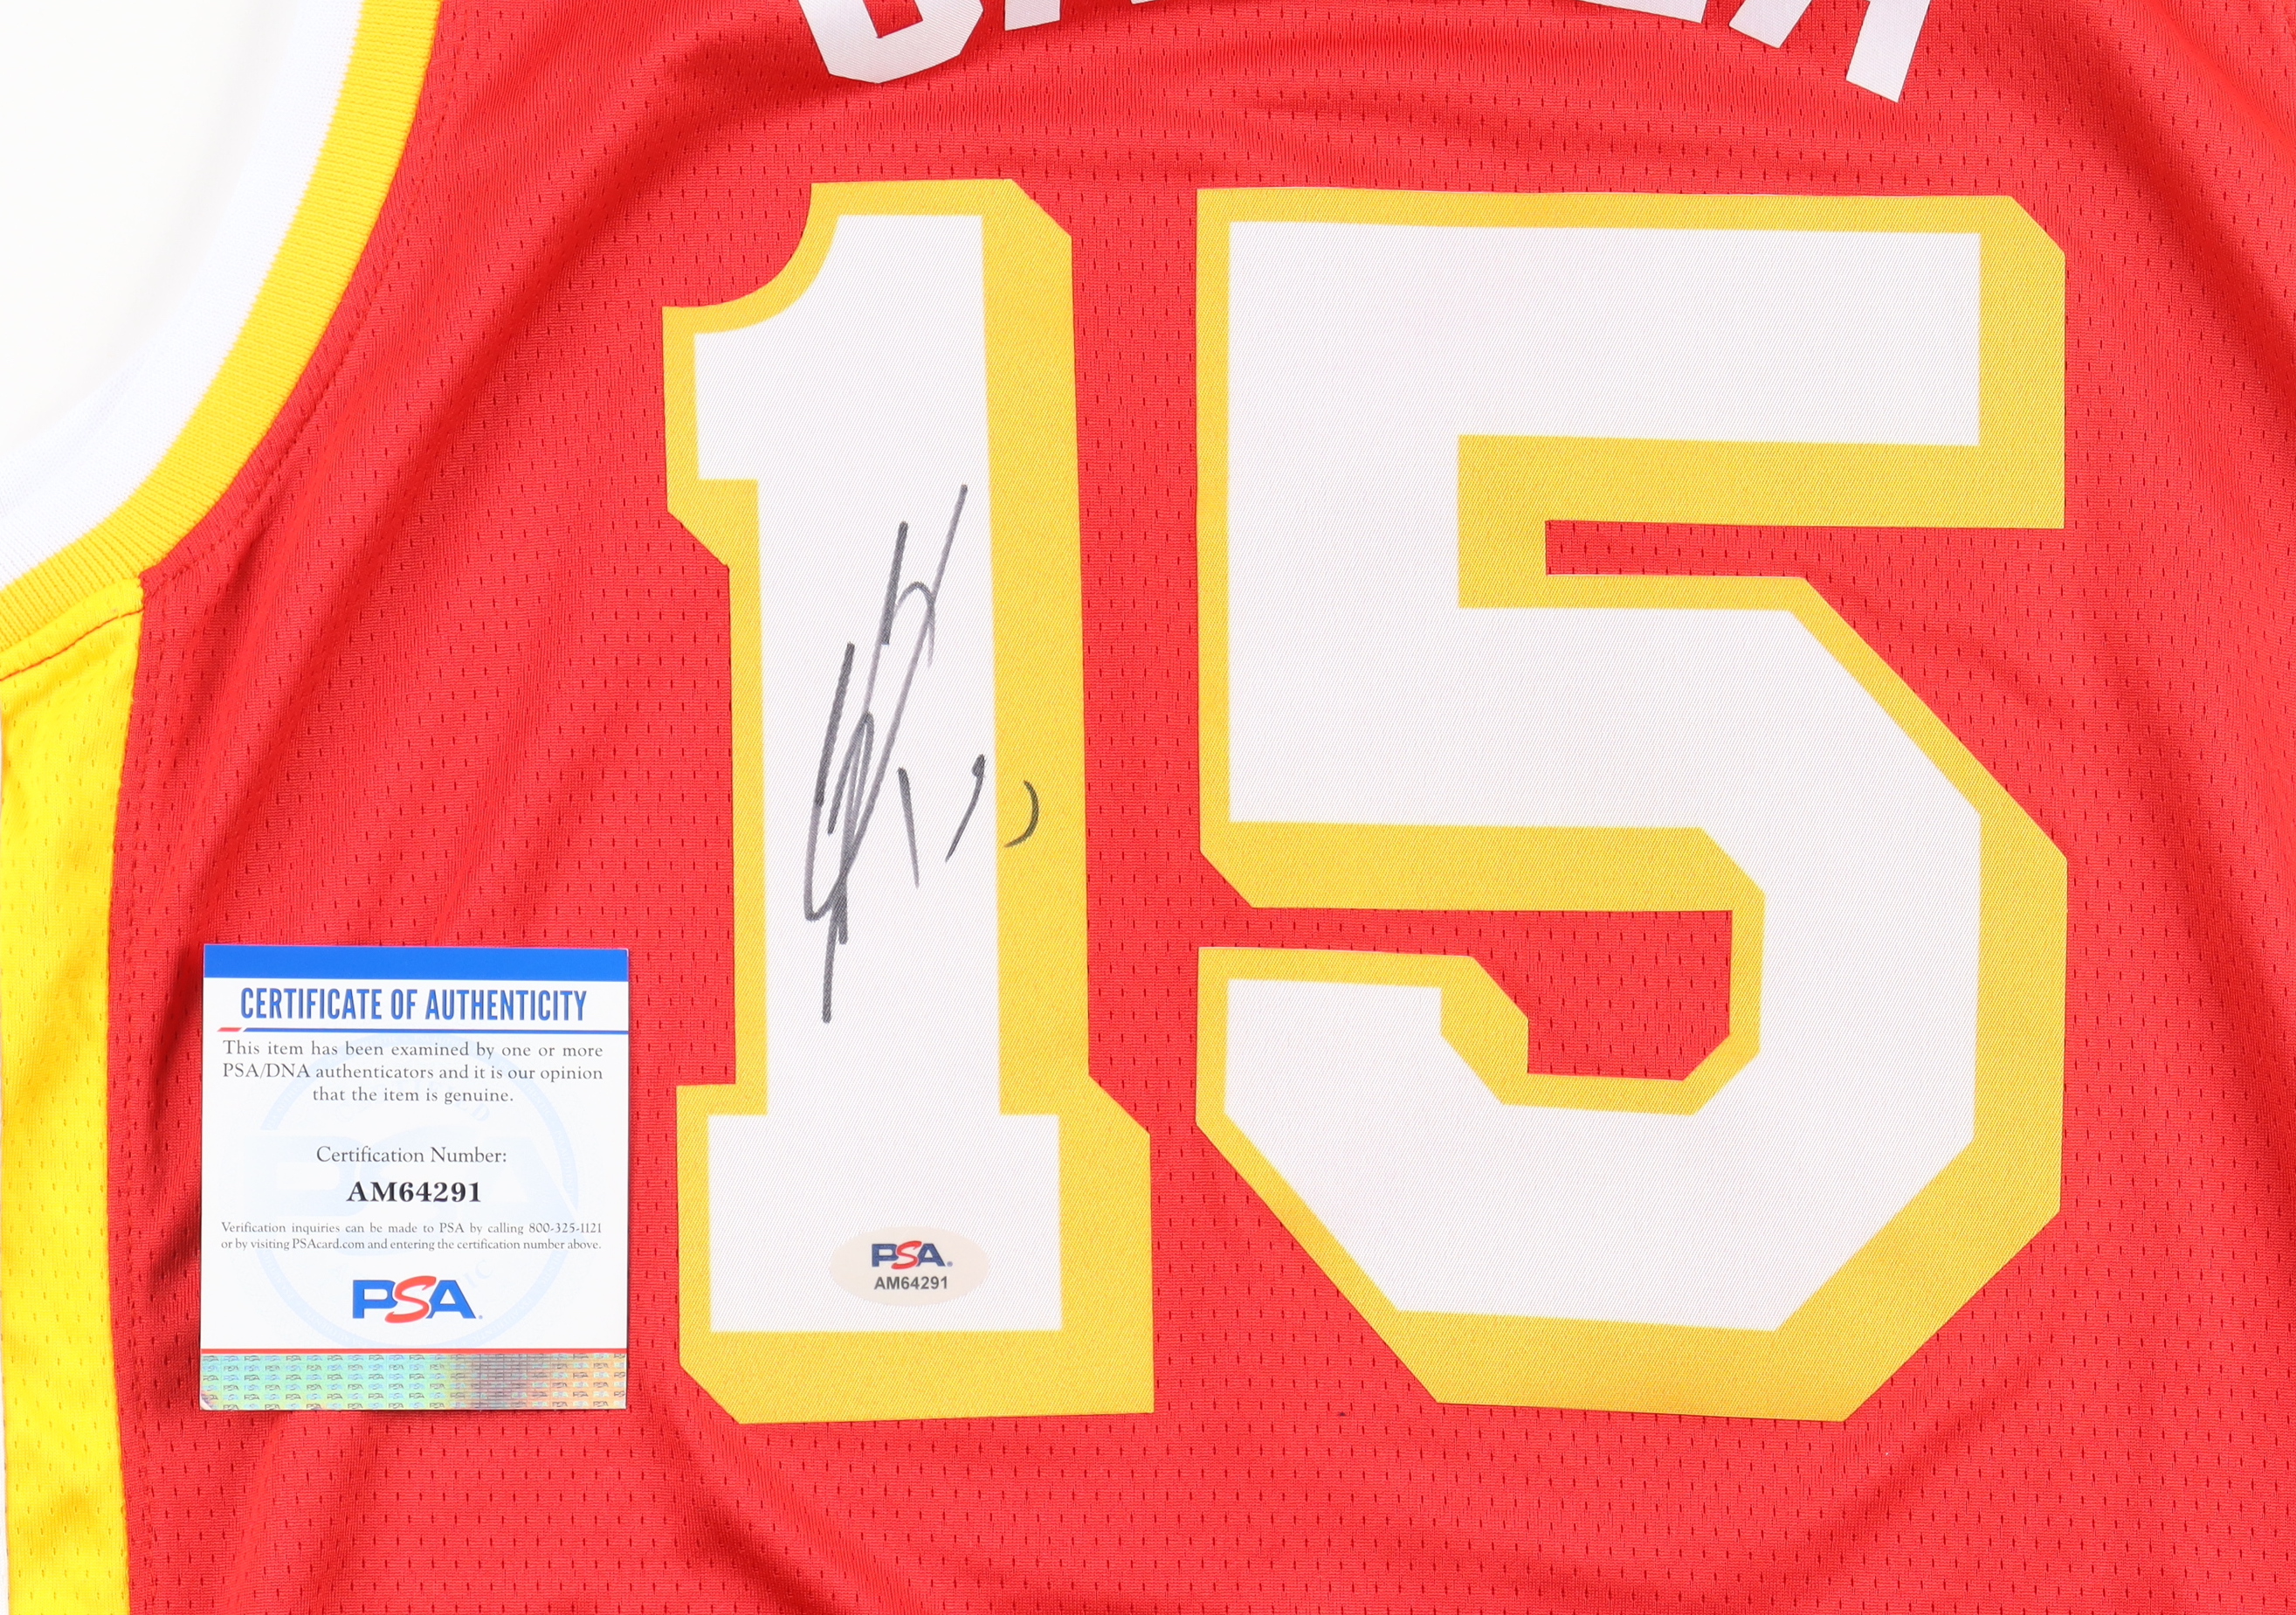 15
CERTIFICATE OF AUTHENTICITY
This item has been examined by one or more
PSA/DNA authenticators and it is our opinion
that the item is genuine.
Certification Number:
AM64291
Verification inquiries can be made to PSA by calling 800-325-1121
or by visiting PSAcard.com and entering the certification number above.
PSA
PSA
AM64291